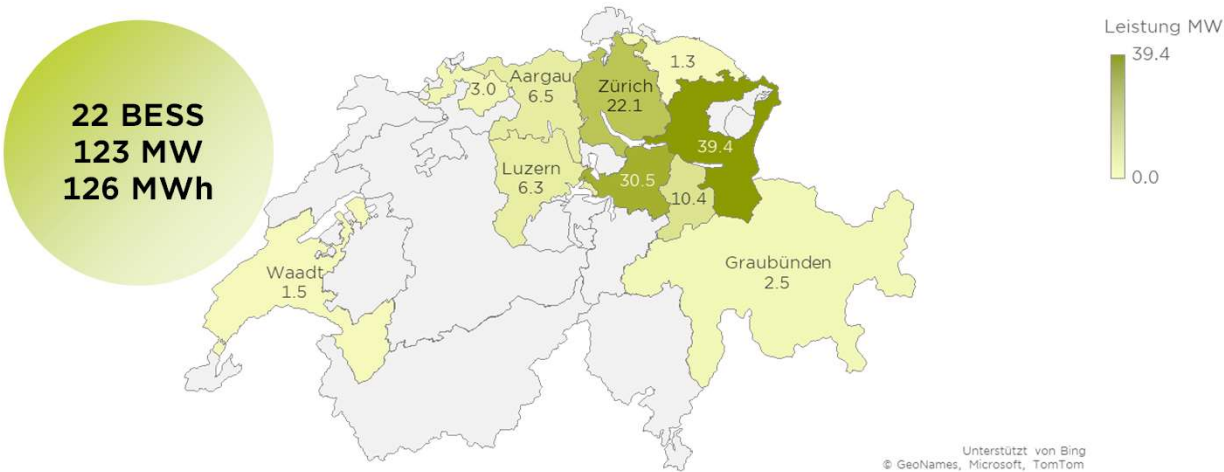 22 BESS
123 MW
126 MWh
Leistung MW
39.4
0.0
1.3
Aargau
6.5
3.0
Zürich
22.1
39.4
Luzern
6.3
30.5
10.4
Graubünden
2.5
Waadt
1.5
Unterstützt von Bing
© GeoNames, Microsoft, TomTom